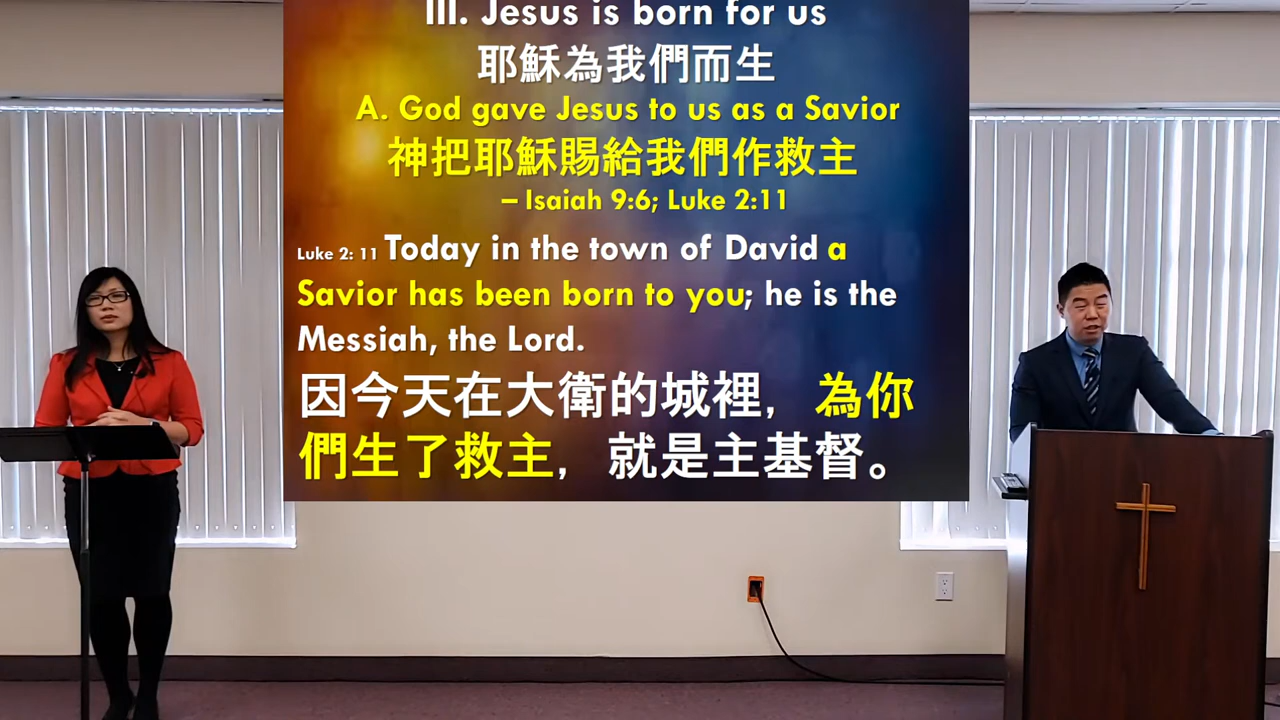 III. Jesus is born for us
耶穌為我們而生
A. God gave Jesus to us as a Savior
神把耶穌賜給我們作救主
– Isaiah 9:6; Luke 2:11
Luke 2: 11 Today in the town of David a
Savior has been born to you; he is the
Messiah, the Lord.
因今天在大衛的城裡，為你
們生了救主，就是主基督。